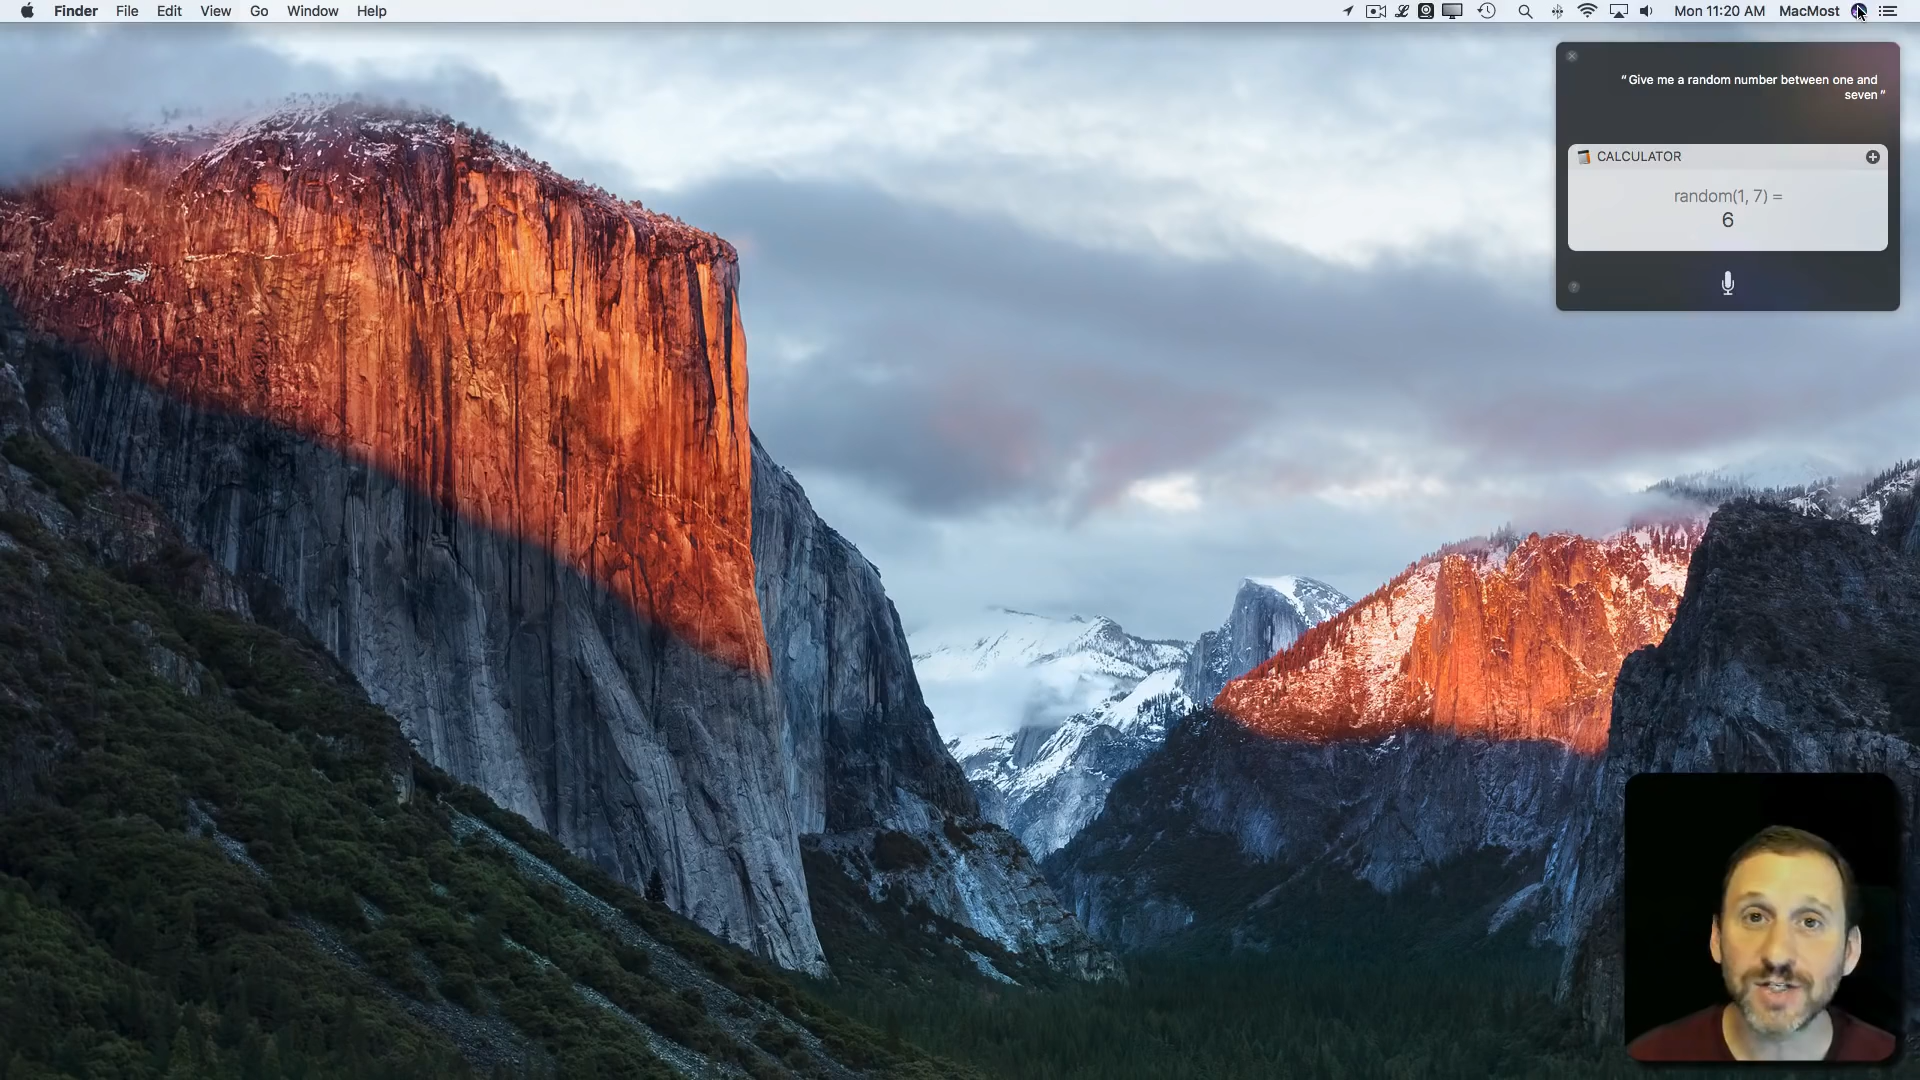 Finder File Edit View Go Window Help Mon 11:20 AM MacMost
“Give me a random number between one and
seven”
CALCULATOR
random(1, 7) =
6
?